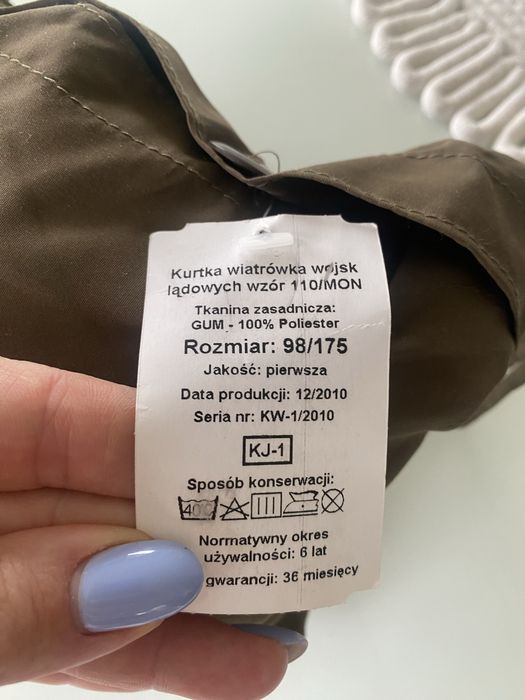 Kurtka wiatrówka wojsk
lądowych wzór 110/MON
Tkanina zasadnicza:
GUM - 100% Poliester
Rozmiar: 98/175
Jakość: pierwsza
Data produkcji: 12/2010
Seria nr: KW-1/2010
KJ-1
Sposób konserwacji:
40
Normatywny okres
używalności: 6 lat
gwarancji: 36 miesięcy